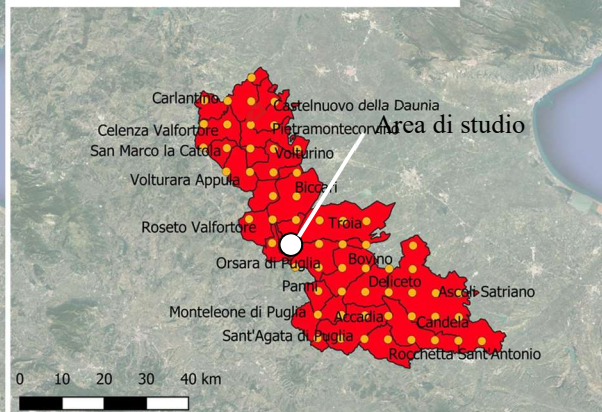 Carlantino
Castelnuovo della Daunia
Celenza Valfortore
Pietramontecorvino
Area di studio
San Marco la Catola
Volturino
Volturara Appula
Biccari
Roseto Valfortore
Troia
Orsara di Puglia
Bovino
Panni
Deliceto
Ascoli Satriano
Monteleone di Puglia
Accadia
Candela
Sant'Agata di Puglia
Rocchetta Sant'Antonio
0 10 20 30 40 km